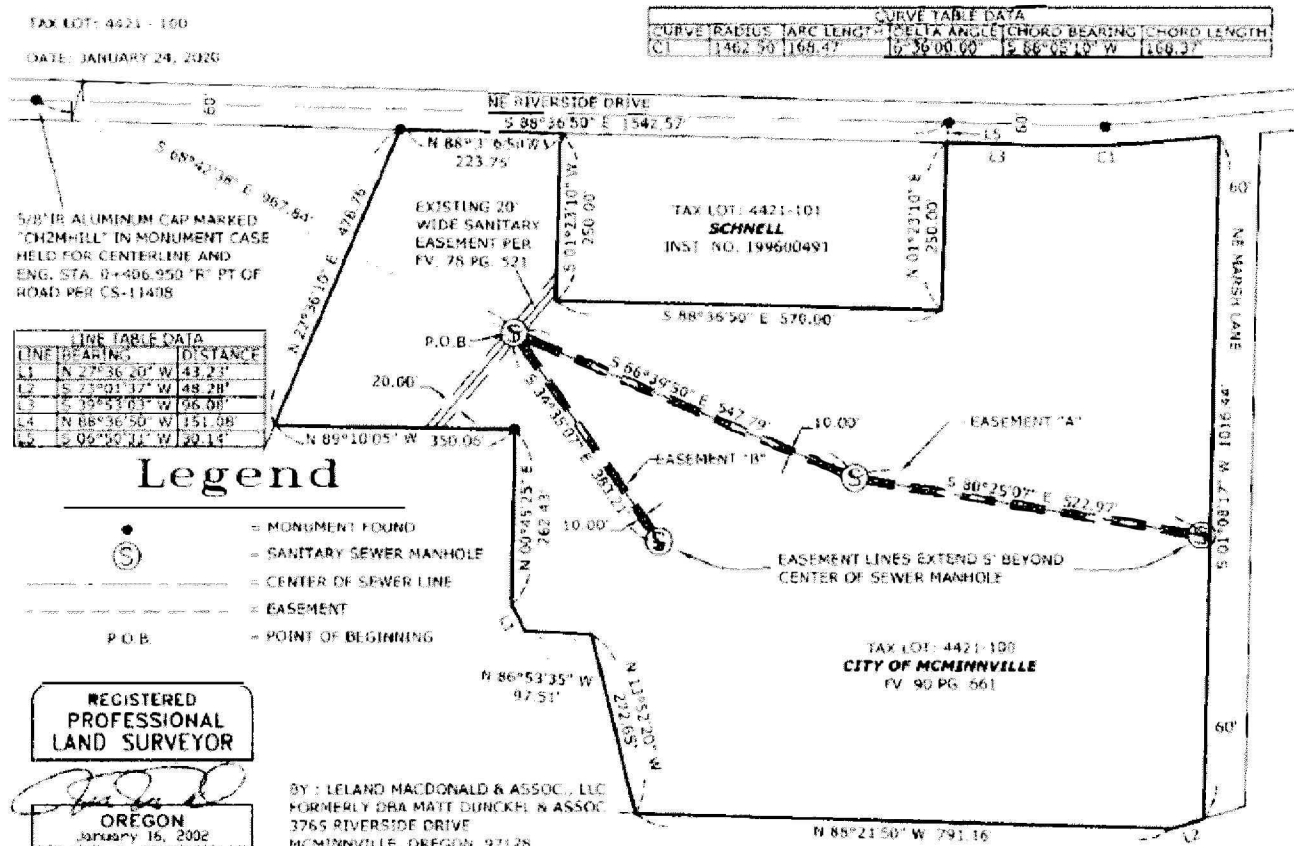 TAX LOT: 4421 - 100
DATE: JANUARY 24, 2020
CURVE TABLE DATA
CURVE RADIUS ARC LENGTH DELTA ANGLE CHORD BEARING CHORD LENGTH
C1 1462.50 168.47' 6°36'00.00" S 88°05'10" W 168.37'
NE RIVERSIDE DRIVE
S 88°36'50" E 1542.57'
60'
60'
L5
L3
C1
60'
N 88°36'50" W
223.75'
S 68°42'38" E 967.84'
5/8" IR ALUMINUM CAP MARKED
"CH2MHILL" IN MONUMENT CASE
HELD FOR CENTERLINE AND
ENG. STA. 0+406.950 "R" PT OF
ROAD PER CS-11408
N 27°36'10" E 478.76
EXISTING 20'
WIDE SANITARY
EASEMENT PER
FV. 78 PG. 521
S 01°23'10" W
250.00'
TAX LOT: 4421-101
SCHNELL
INST. NO. 199600491
N 01°23'10" E
250.00'
S 88°36'50" E 570.00'
NE MARSH LANE
LINE TABLE DATA
LINE BEARING DISTANCE
L1 N 27°36'20" W 43.23'
L2 S 73°01'37" W 48.28'
L3 S 39°53'03" W 96.08'
L4 N 88°36'50" W 151.08'
L5 S 06°50'31" W 30.14'
P.O.B
20.00'
S 66°39'50" E 547.79'
10.00'
EASEMENT "A"
S 80°25'07" E 522.97'
S 01°08'17" W 1016.44'
N 89°10'05" W 350.06'
S 34°35'07" E 383.21'
EASEMENT "B"
10.00'
N 00°45'25" E
262.43'
EASEMENT LINES EXTEND 5' BEYOND
CENTER OF SEWER MANHOLE
Legend
= MONUMENT FOUND
S = SANITARY SEWER MANHOLE
= CENTER OF SEWER LINE
= EASEMENT
P.O.B. = POINT OF BEGINNING
L1
N 86°53'35" W
97.51'
N 13°52'20" W
272.65'
TAX LOT: 4421-100
CITY OF MCMINNVILLE
FV 90 PG. 661
60'
REGISTERED
PROFESSIONAL
LAND SURVEYOR
OREGON
January 16, 2002
BY : LELAND MACDONALD & ASSOC., LLC
FORMERLY DBA MATT DUNCKEL & ASSOC
3765 RIVERSIDE DRIVE
MCMINNVILLE, OREGON 97128
N 88°21'50" W 791.16
L2